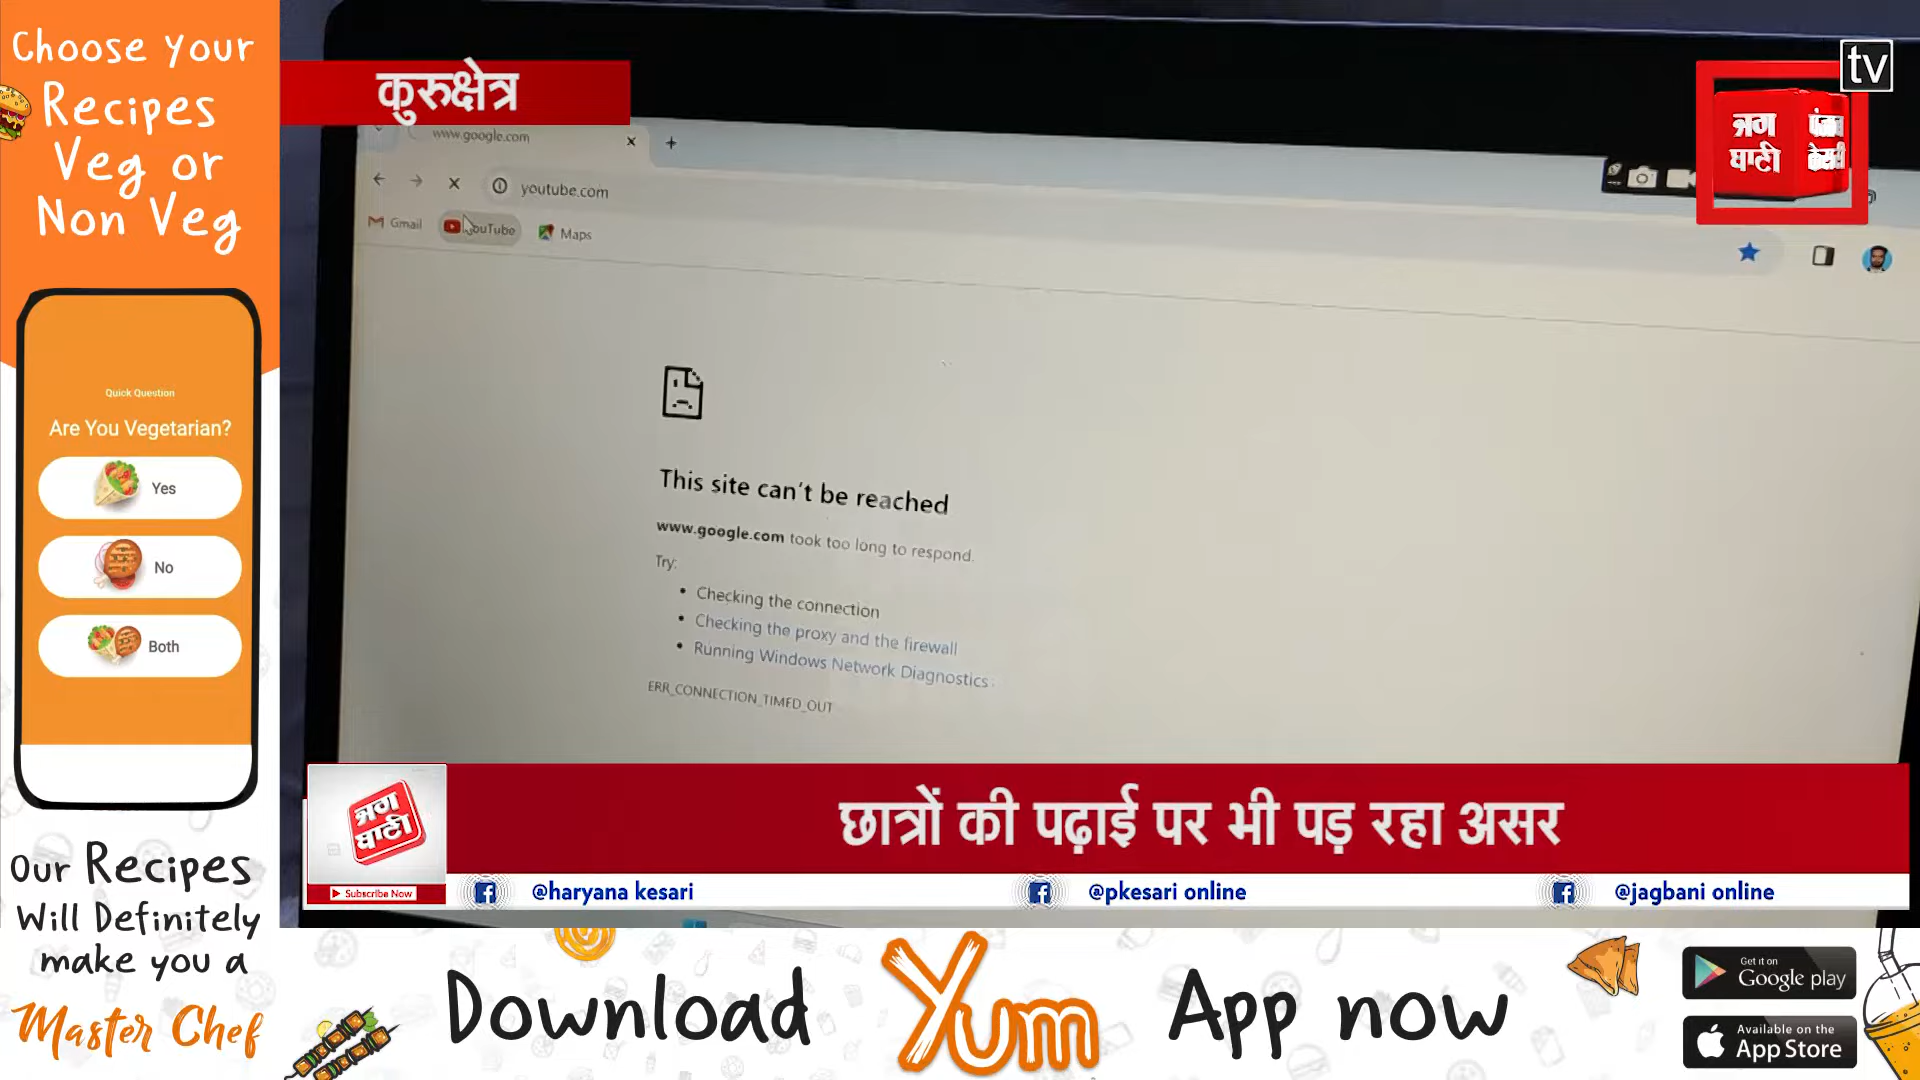 Choose Your
Recipes
Veg or
Non Veg
Quick Question
Are You Vegetarian?
Yes
No
Both
Our Recipes
Will Definitely
make you a
Master Chef
कुरुक्षेत्र
tv
ਜਗ
ਬਾਣੀ
www.google.com
youtube.com
Gmail
YouTube
Maps
This site can't be reached
www.google.com took too long to respond.
Try:
Checking the connection
Checking the proxy and the firewall
Running Windows Network Diagnostics
ERR_CONNECTION_TIMED_OUT
ਜਗ
ਬਾਣੀ
Subscribe Now
छात्रों की पढ़ाई पर भी पड़ रहा असर
@haryana kesari
@pkesari online
@jagbani online
Download Yum App now
Get it on
Google play
Available on the
App Store